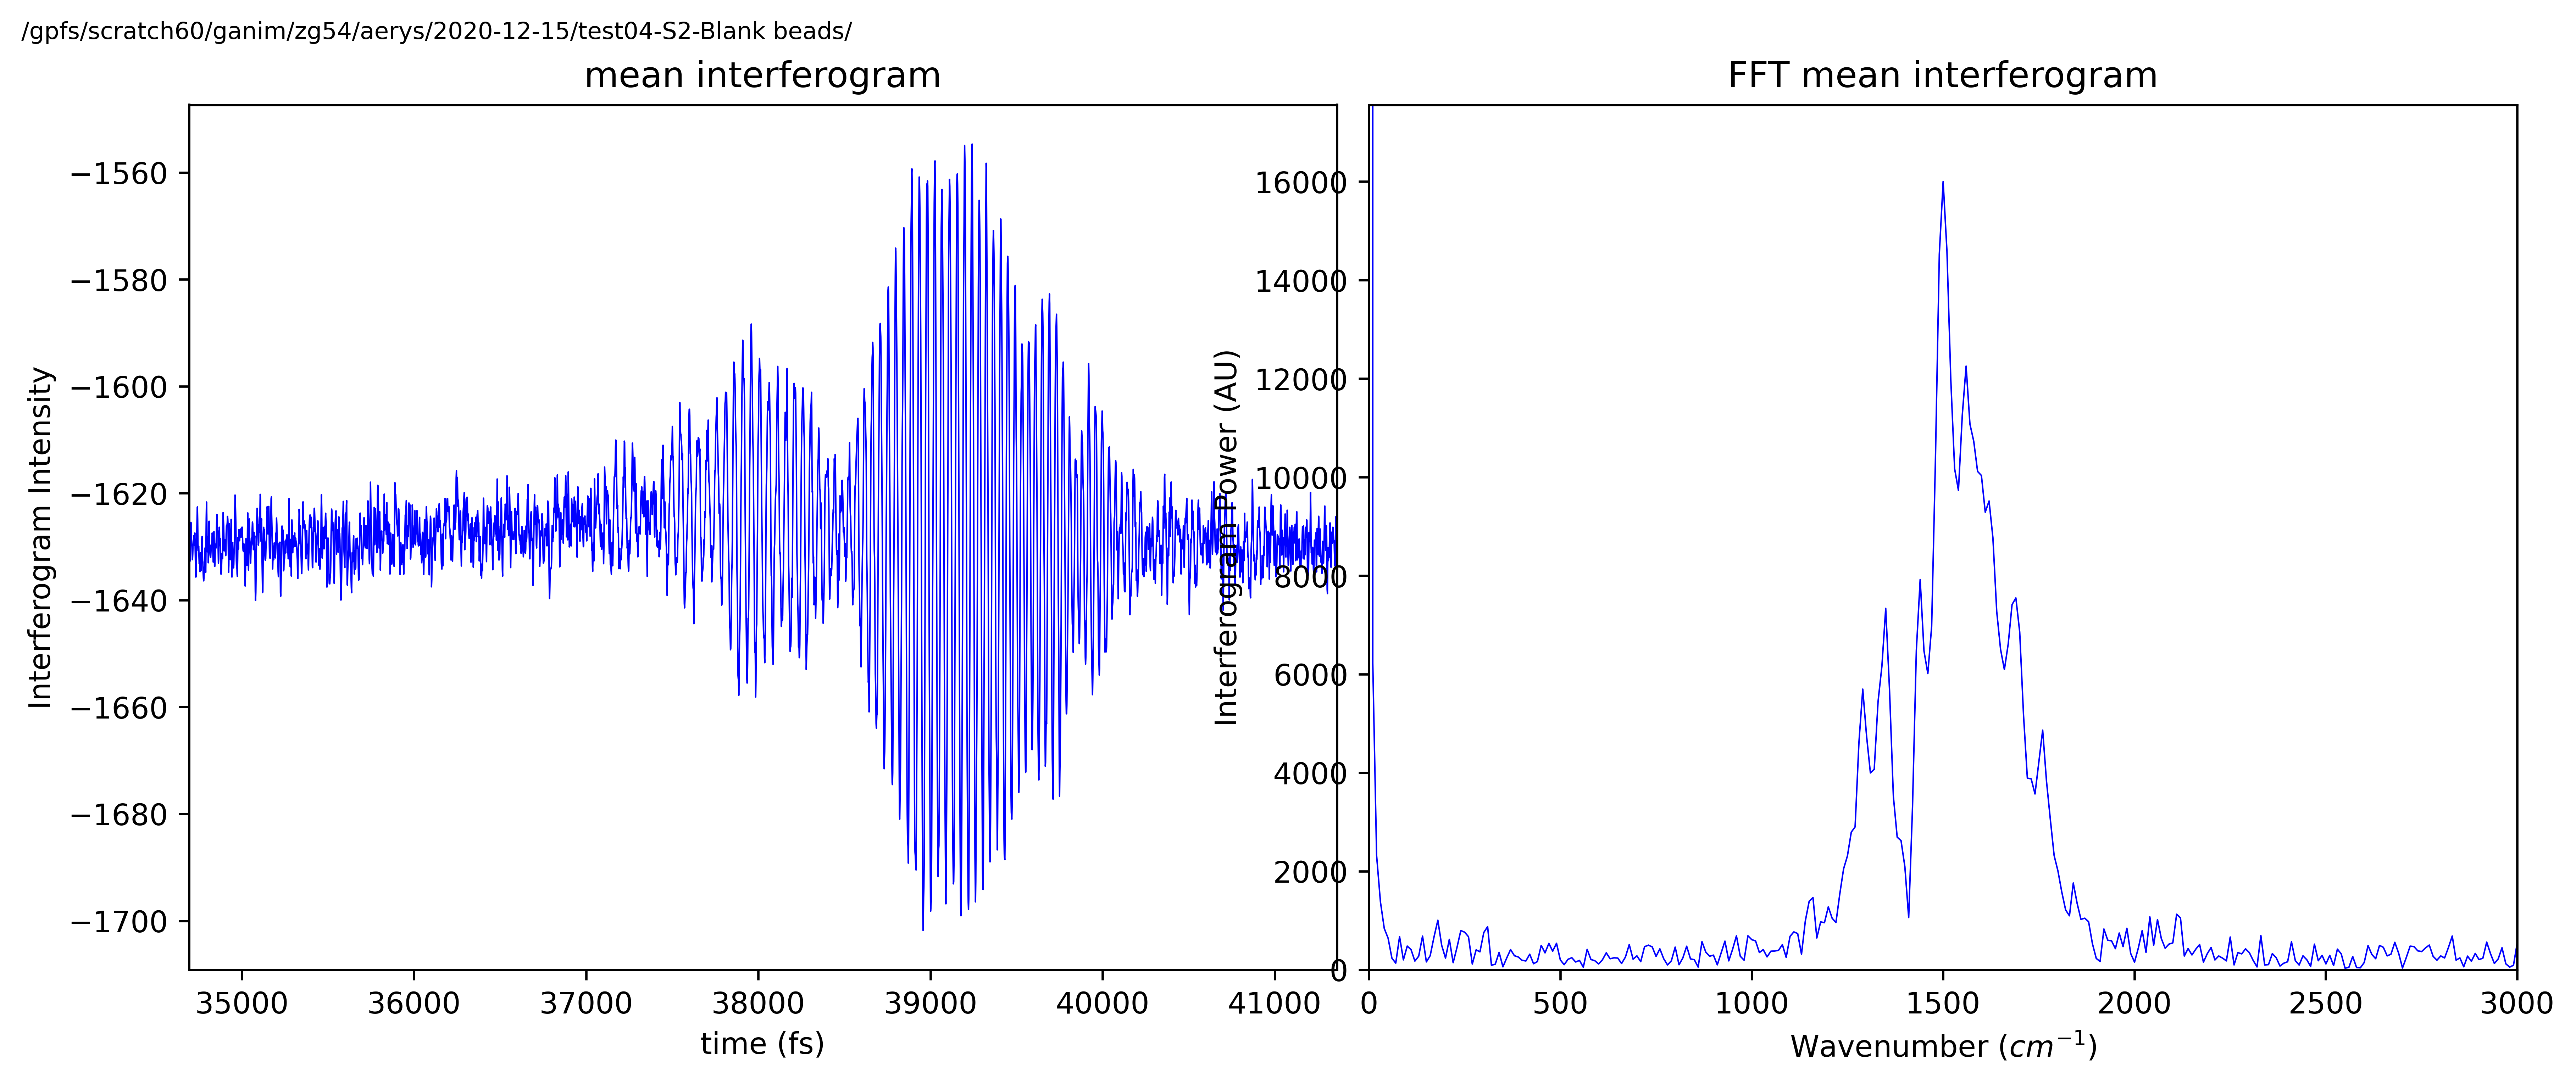 /gpfs/scratch60/ganim/zg54/aerys/2020-12-15/test04-S2-Blank beads/
mean interferogram
Interferogram Intensity
−1560
−1580
−1600
−1620
−1640
−1660
−1680
−1700
35000 36000 37000 38000 39000 40000 41000
time (fs)
FFT mean interferogram
Interferogram Power (AU)
16000
14000
12000
10000
8000
6000
4000
2000
0
0 500 1000 1500 2000 2500 3000
Wavenumber (cm⁻¹)